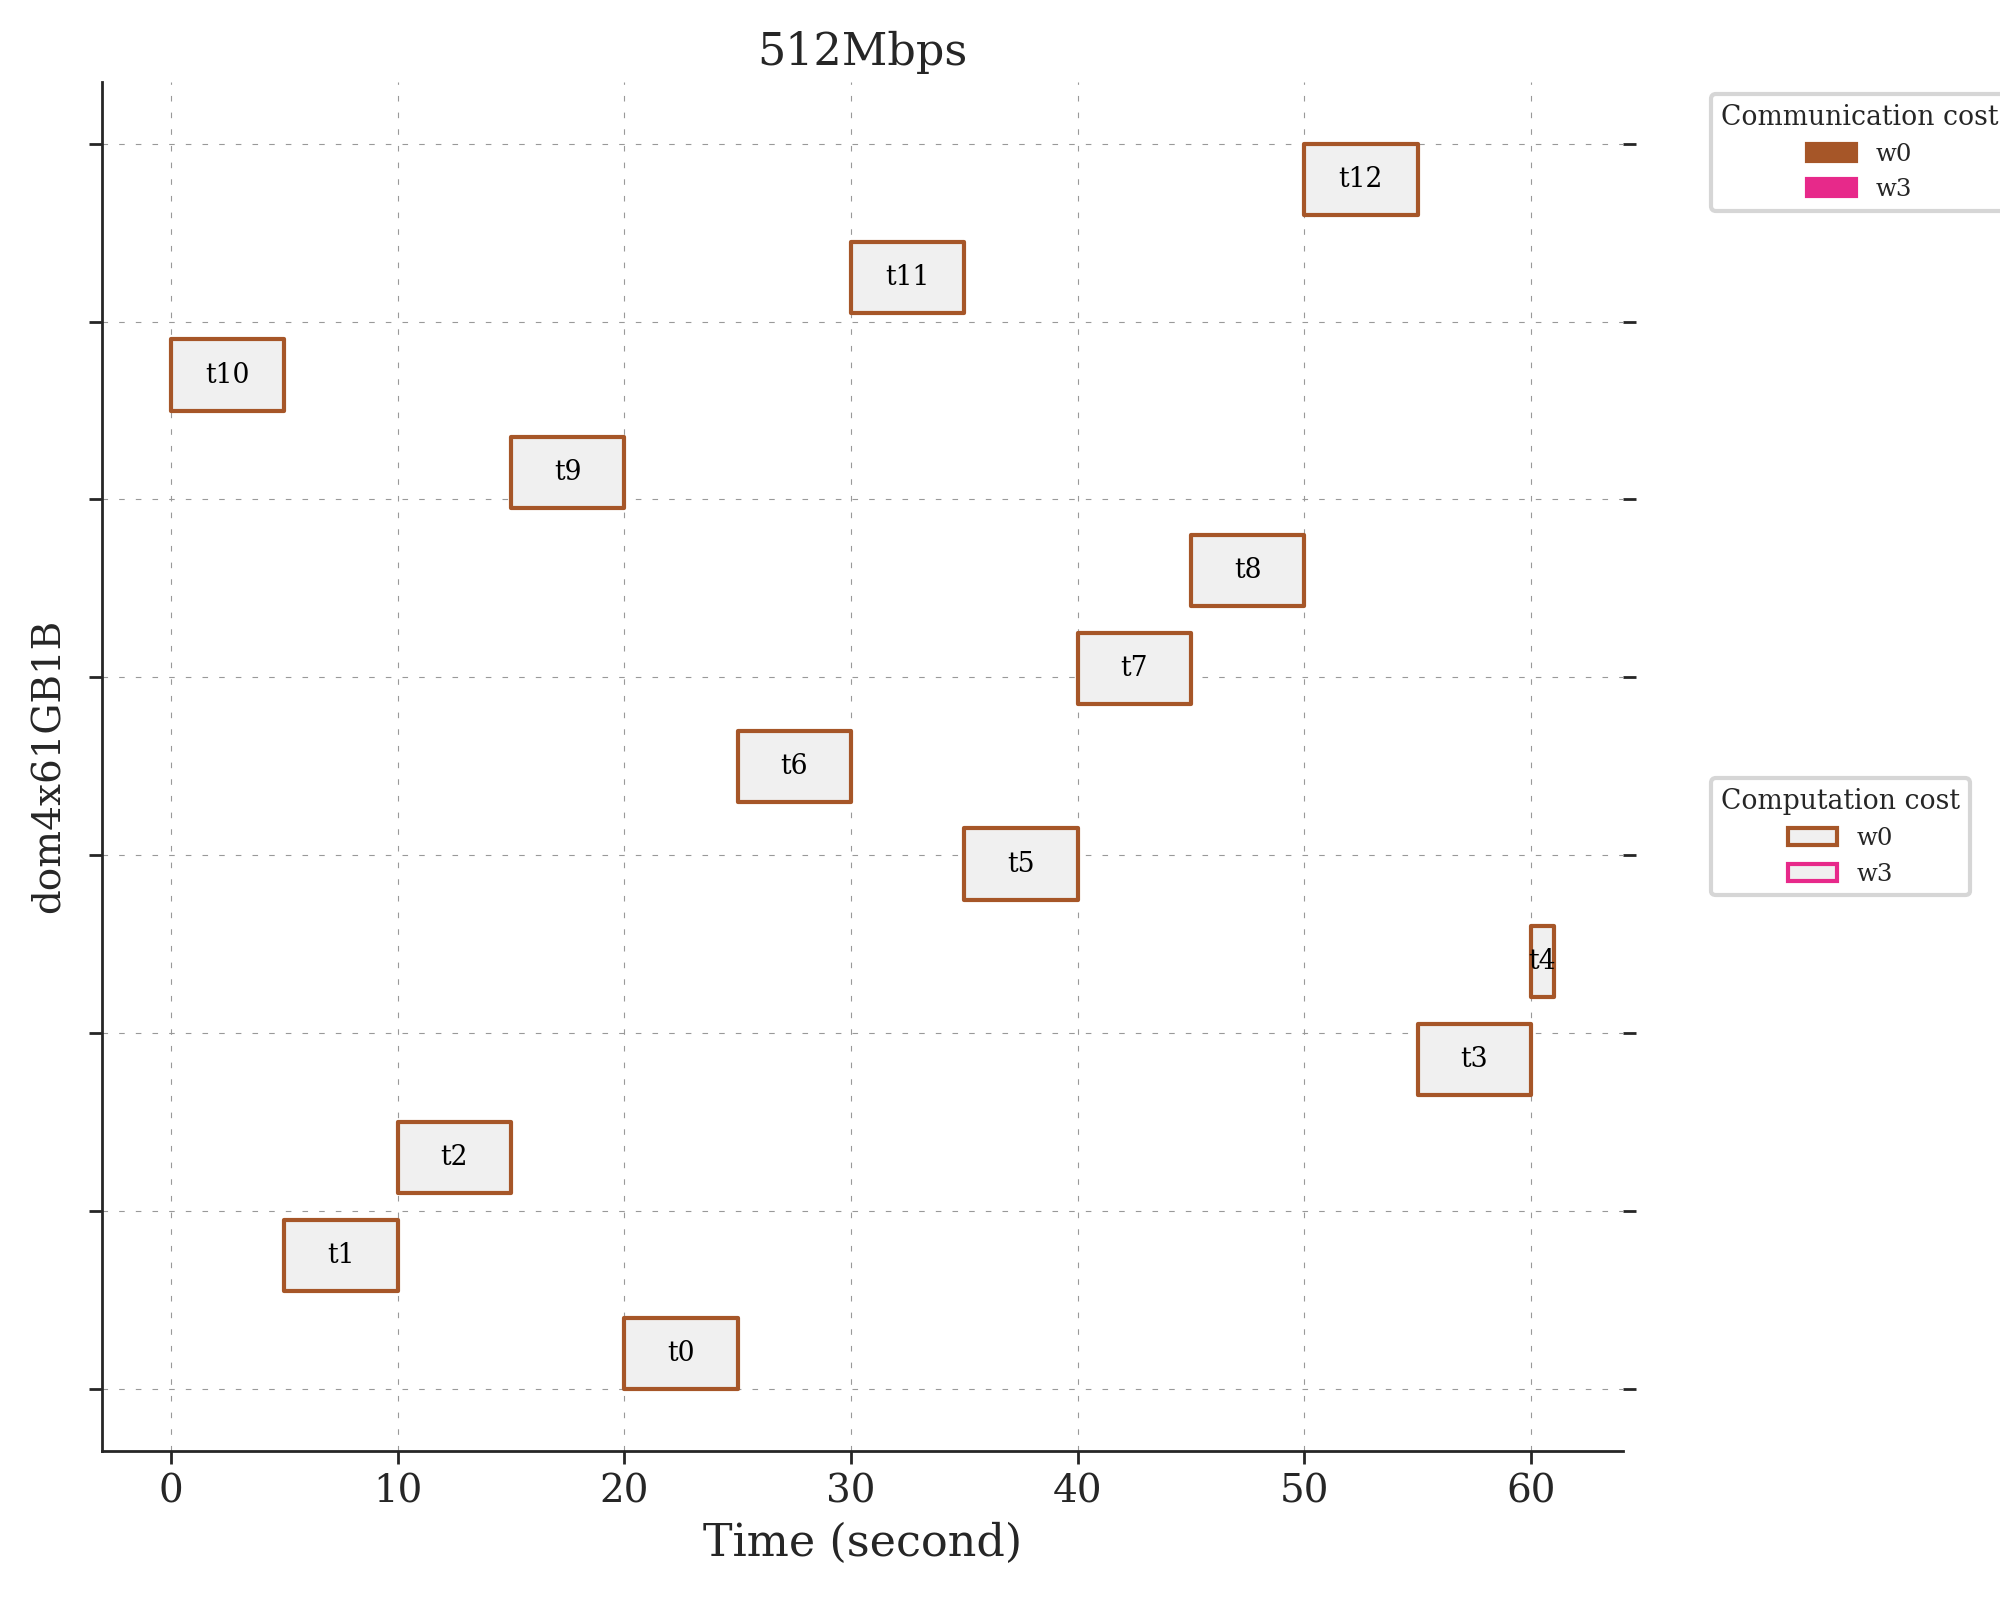 512Mbps
Communication cost
w0
w3
t12
t11
t10
t9
t8
t7
t6
t5
t4
t3
t2
t1
t0
dom4x61GB1B
Computation cost
w0
w3
0 10 20 30 40 50 60
Time (second)